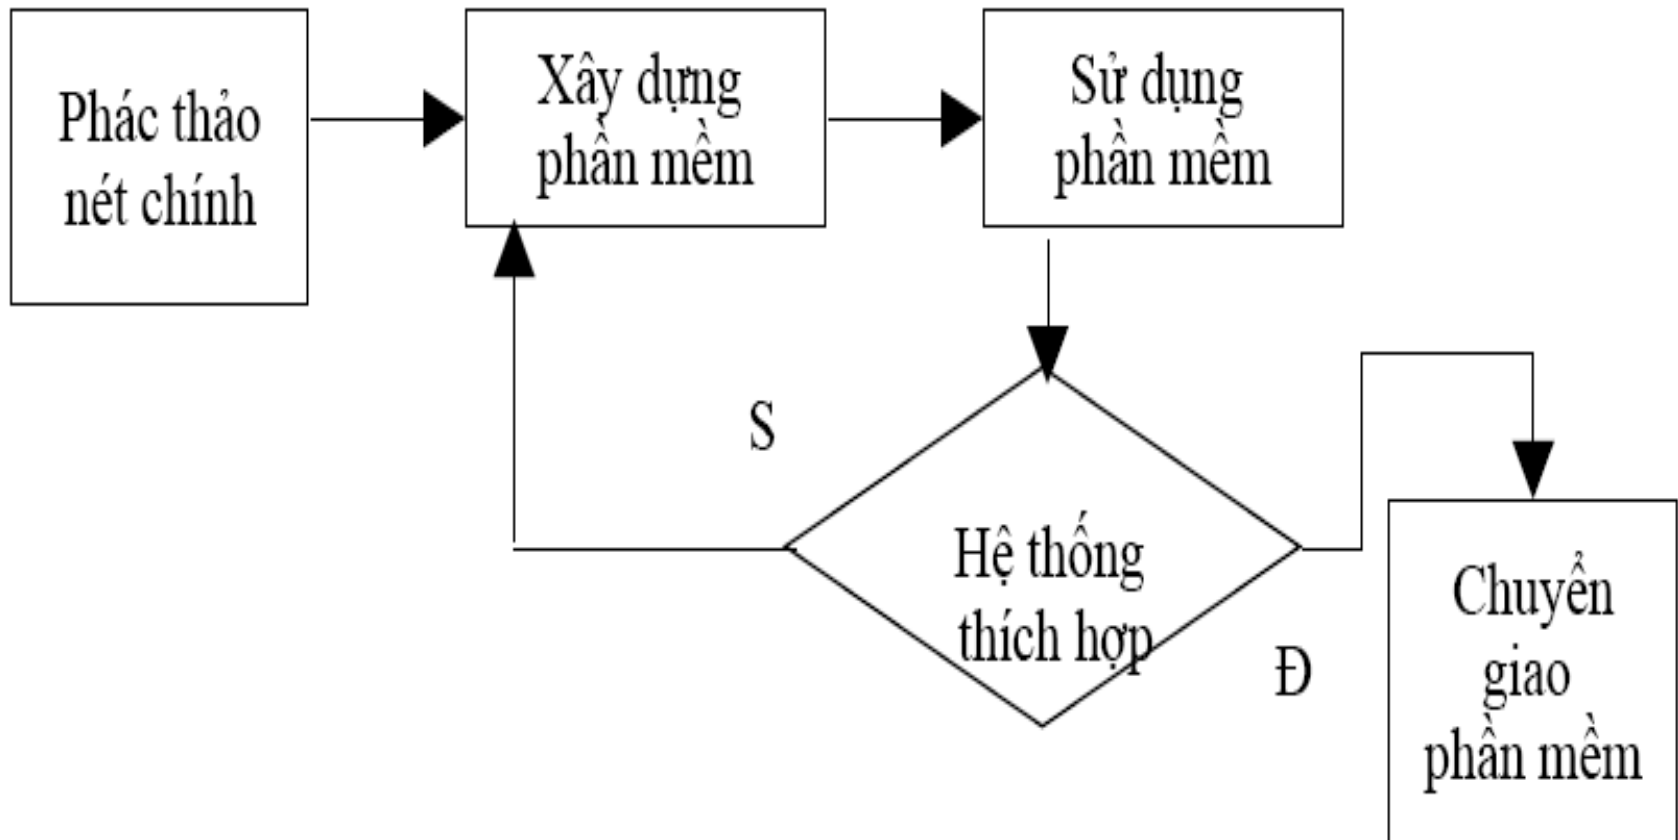 Phác thảo
nét chính
Xây dựng
phần mềm
Sử dụng
phần mềm
S
Hệ thống
thích hợp
Đ
Chuyển
giao
phần mềm